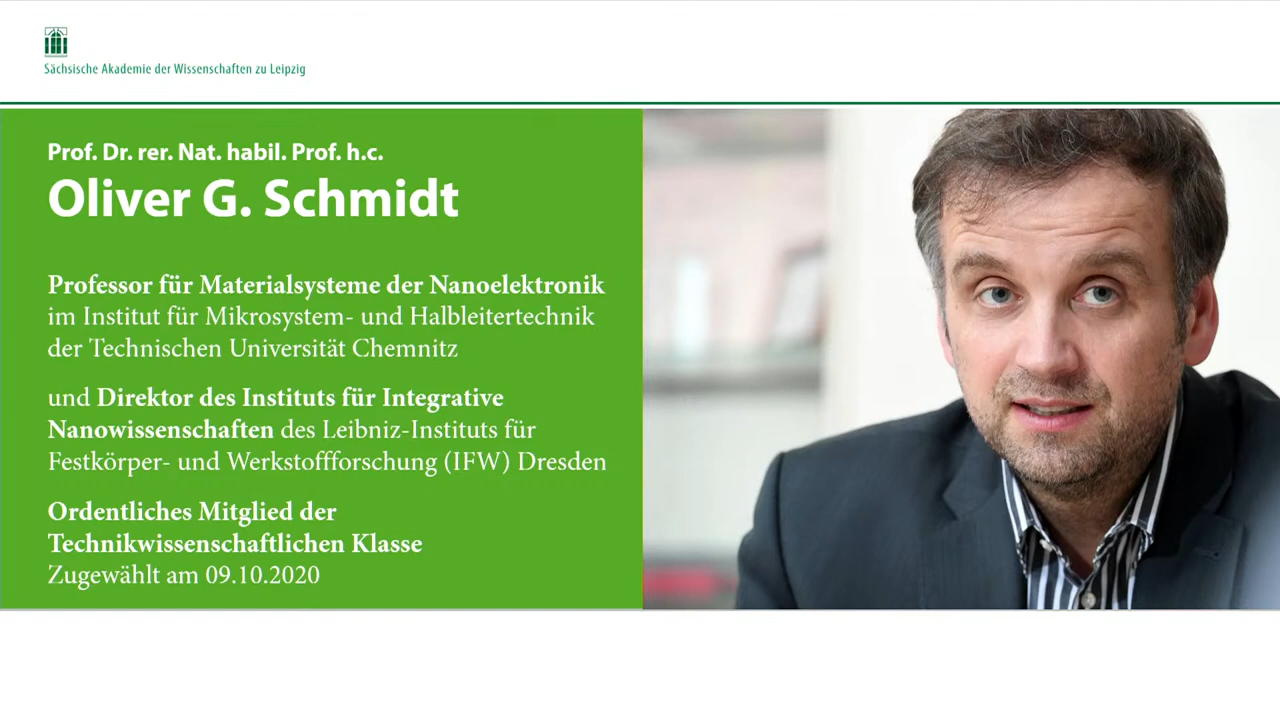 Sächsische Akademie der Wissenschaften zu Leipzig
Prof. Dr. rer. Nat. habil. Prof. h.c.
Oliver G. Schmidt
Professor für Materialsysteme der Nanoelektronik
im Institut für Mikrosystem- und Halbleitertechnik
der Technischen Universität Chemnitz
und Direktor des Instituts für Integrative
Nanowissenschaften des Leibniz-Instituts für
Festkörper- und Werkstoffforschung (IFW) Dresden
Ordentliches Mitglied der
Technikwissenschaftlichen Klasse
Zugewählt am 09.10.2020